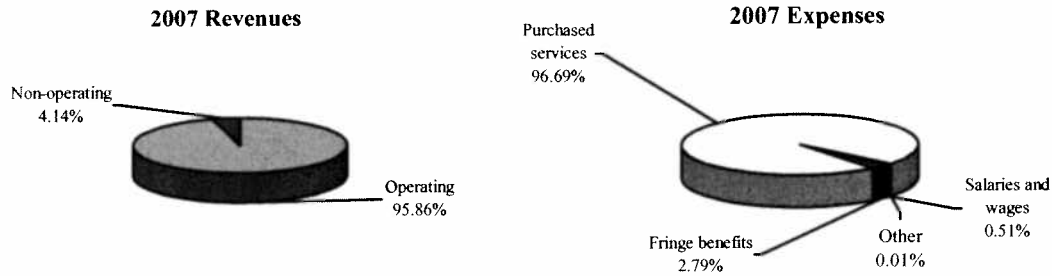 2007 Revenues
Non-operating
4.14%
Operating
95.86%
2007 Expenses
Purchased
services
96.69%
Salaries and
wages
0.51%
Other
0.01%
Fringe benefits
2.79%